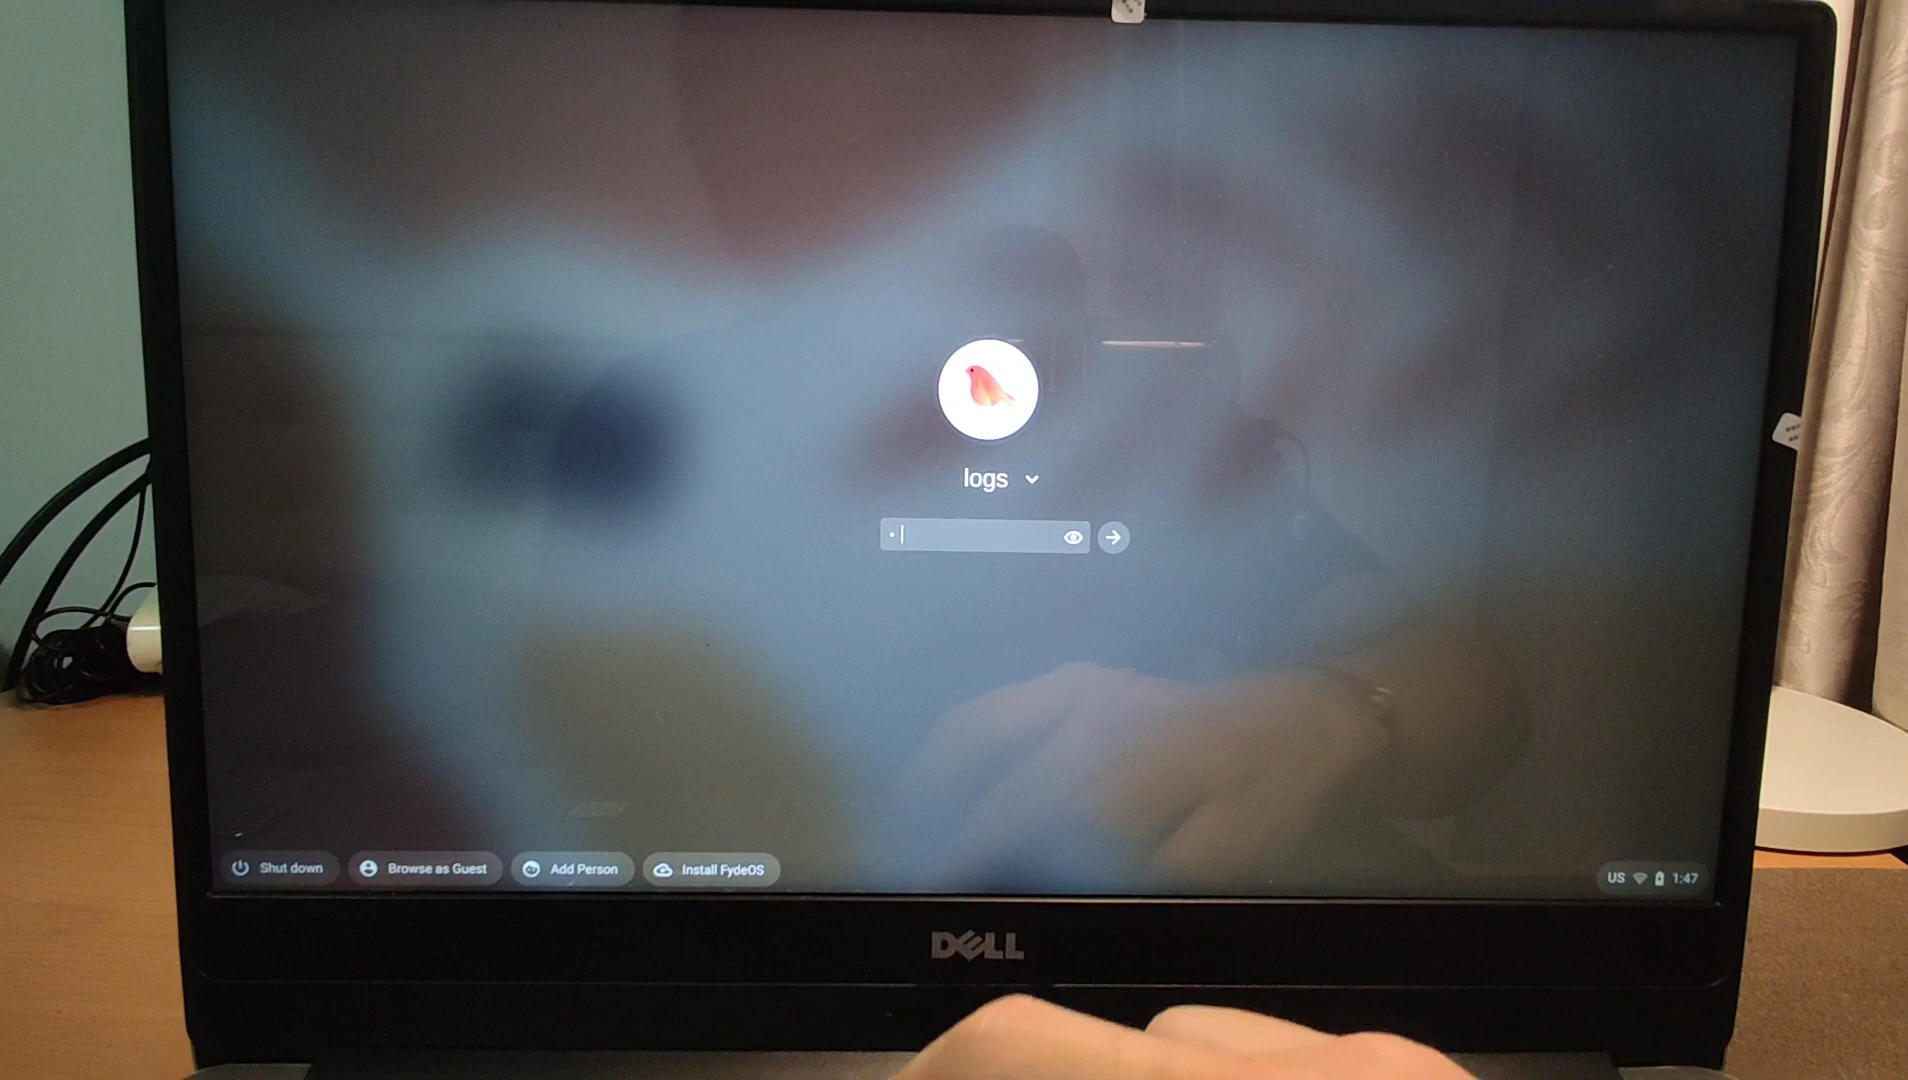 logs
Shut down
Browse as Guest
Add Person
Install FydeOS
US 1:47
DELL